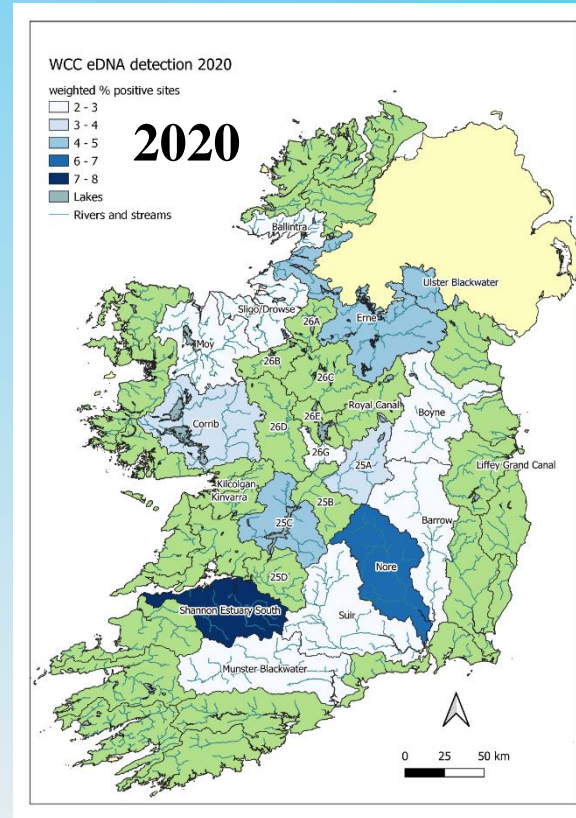 WCC eDNA detection 2020
weighted % positive sites
2 - 3
3 - 4
4 - 5
6 - 7
7 - 8
Lakes
Rivers and streams
2020
Ballintra
Ulster Blackwater
Sligo/Drowse
26A
Erne
Moy
26B
26C
Royal Canal
Boyne
26E
Corrib
26D
26G
25A
Liffey Grand Canal
Kilcolgan
Kinvarra
25B
25C
Barrow
Nore
25D
Shannon Estuary South
Suir
Munster Blackwater
0 25 50 km